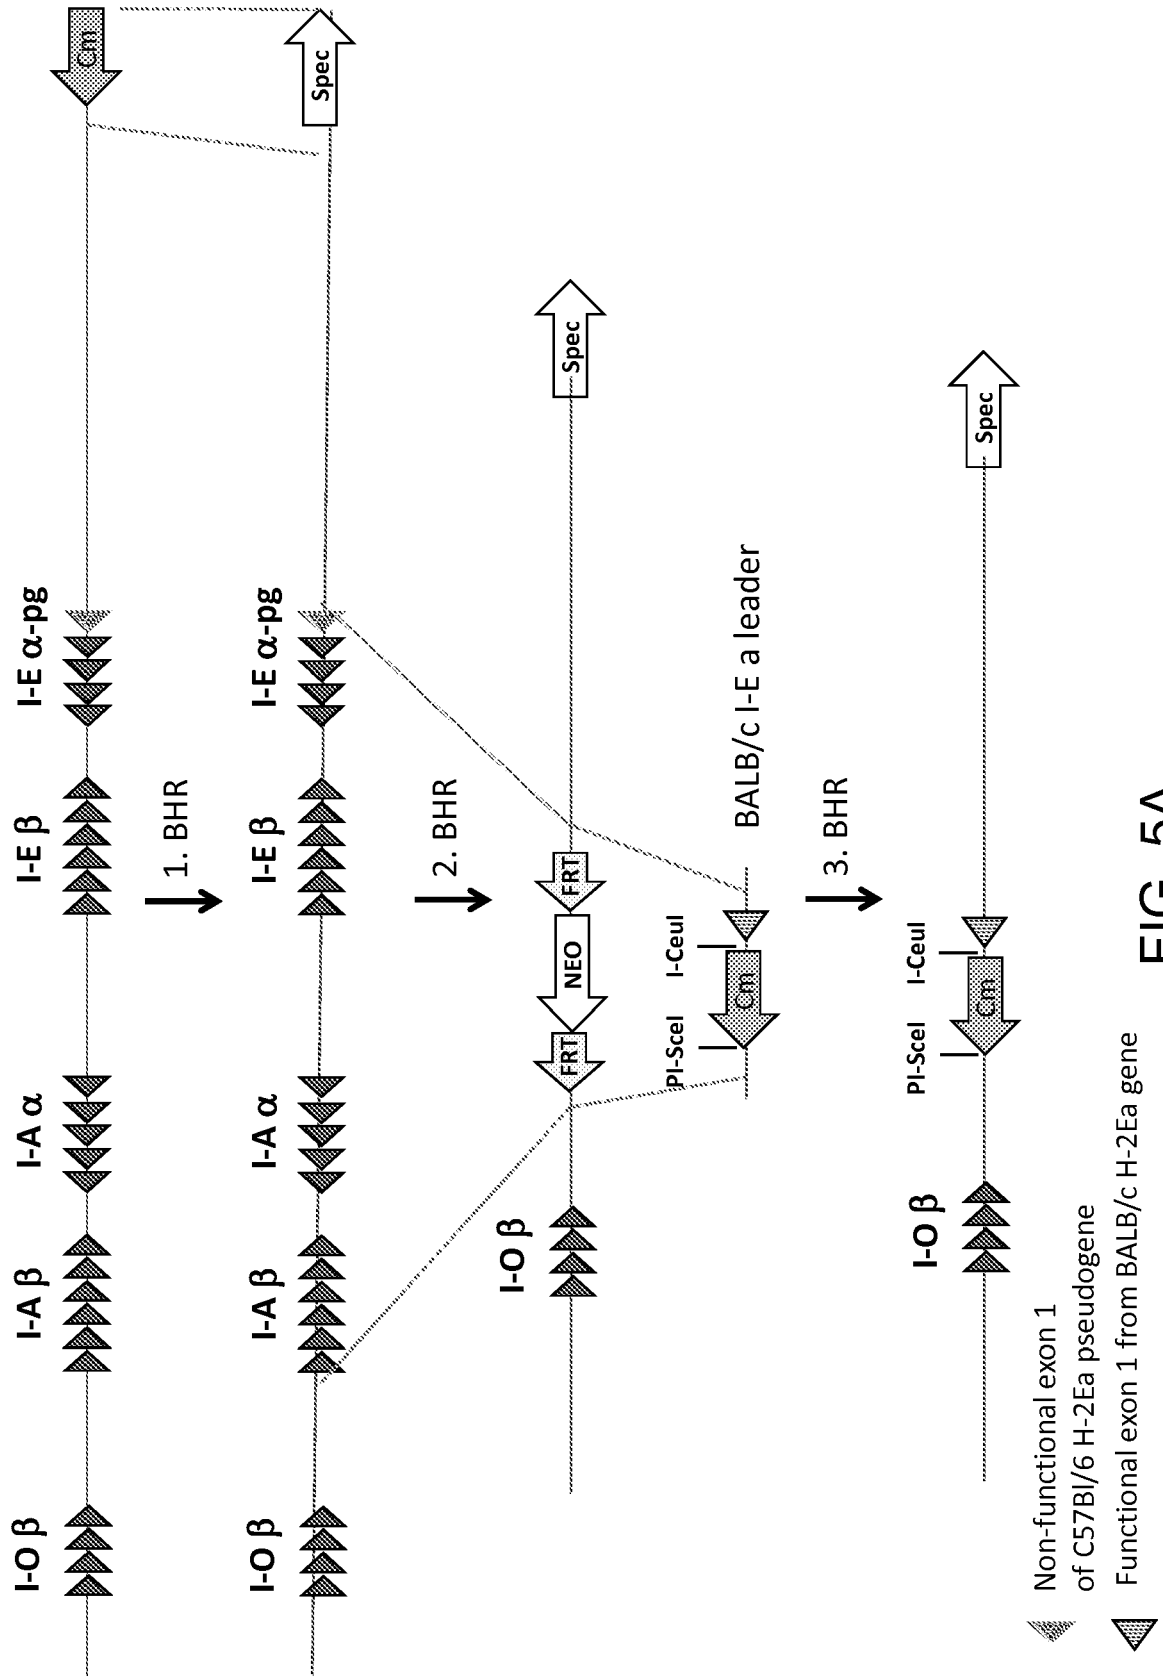 I-O β
I-A β
I-A α
I-E β
I-E α-pg
Cm
1. BHR
I-O β
I-A β
I-A α
I-E β
I-E α-pg
Spec
2. BHR
I-O β
FRT
NEO
FRT
Spec
PI-SceI
I-CeuI
Cm
BALB/c I-E a leader
3. BHR
I-O β
PI-SceI
I-CeuI
Cm
Spec
Non-functional exon 1
of C57Bl/6 H-2Ea pseudogene
Functional exon 1 from BALB/c H-2Ea gene
FIG. 5A